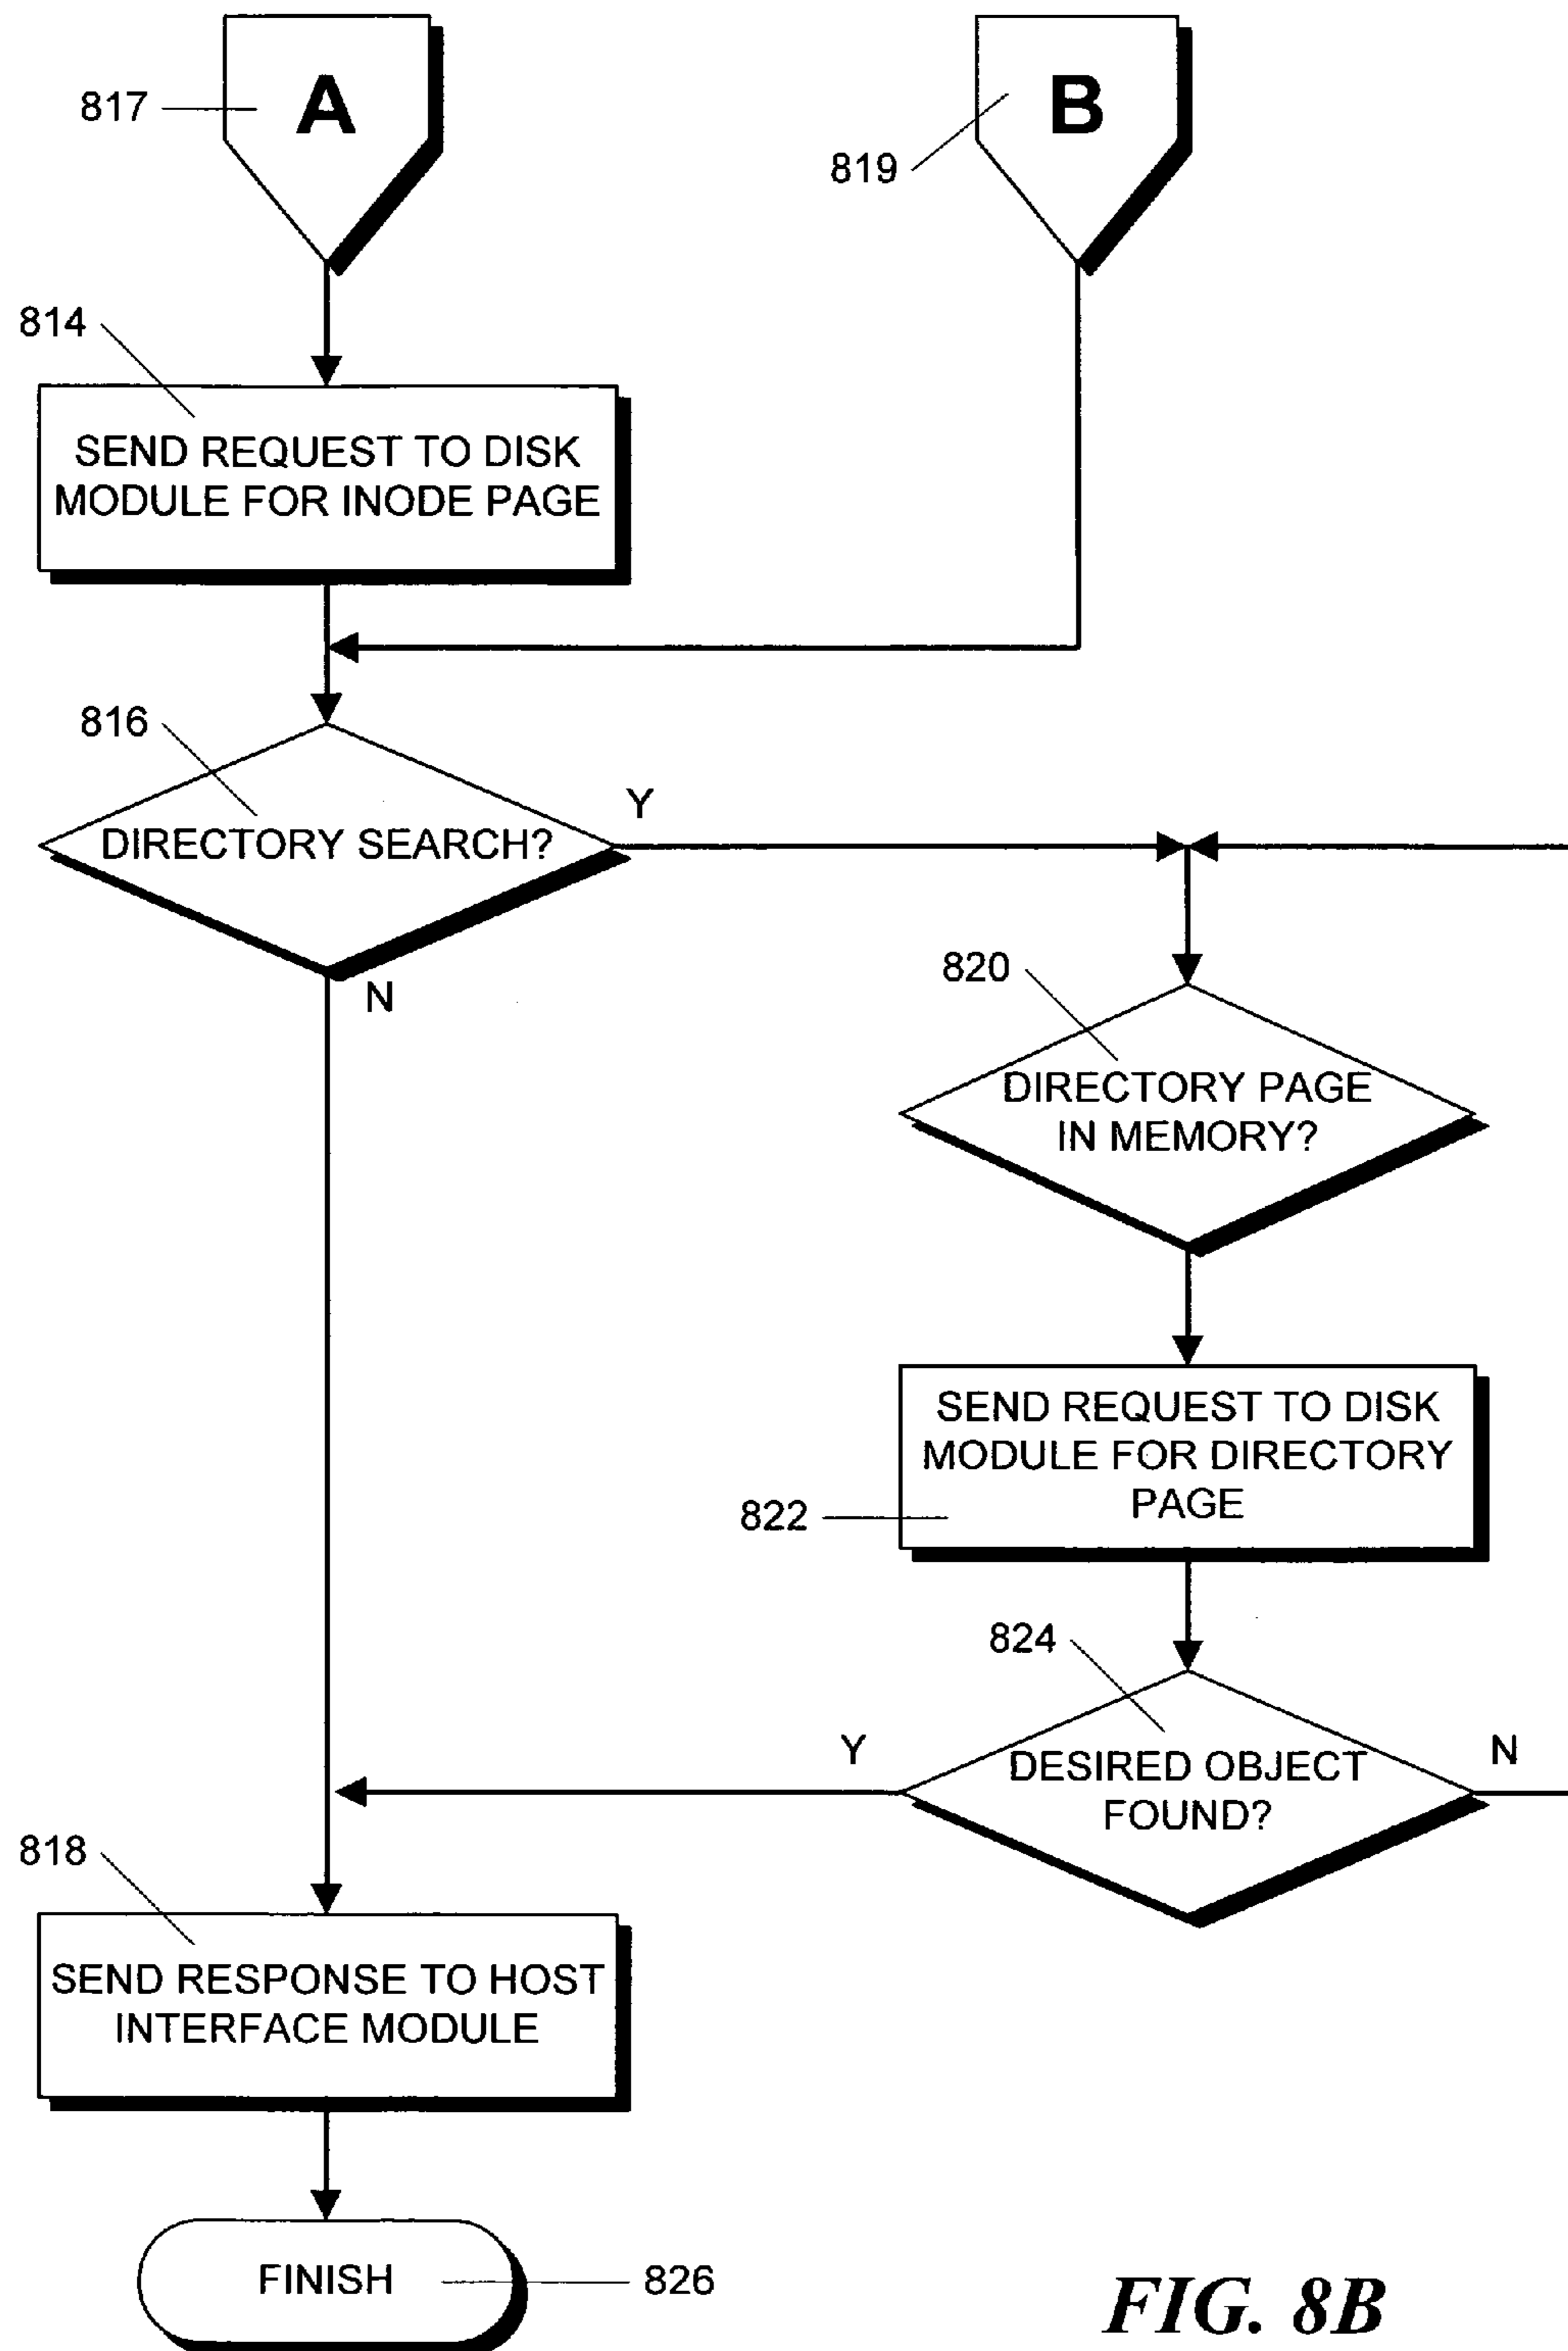 A
817
B
819
814
SEND REQUEST TO DISK
MODULE FOR INODE PAGE
816
DIRECTORY SEARCH?
Y
N
820
DIRECTORY PAGE
IN MEMORY?
SEND REQUEST TO DISK
MODULE FOR DIRECTORY
PAGE
822
824
Y
DESIRED OBJECT
FOUND?
N
818
SEND RESPONSE TO HOST
INTERFACE MODULE
FINISH
826
FIG. 8B